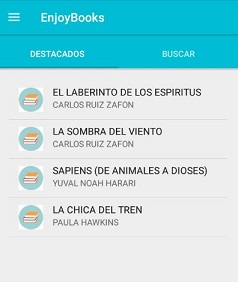 EnjoyBooks
DESTACADOS
BUSCAR
EL LABERINTO DE LOS ESPIRITUS
CARLOS RUIZ ZAFON
LA SOMBRA DEL VIENTO
CARLOS RUIZ ZAFON
SAPIENS (DE ANIMALES A DIOSES)
YUVAL NOAH HARARI
LA CHICA DEL TREN
PAULA HAWKINS